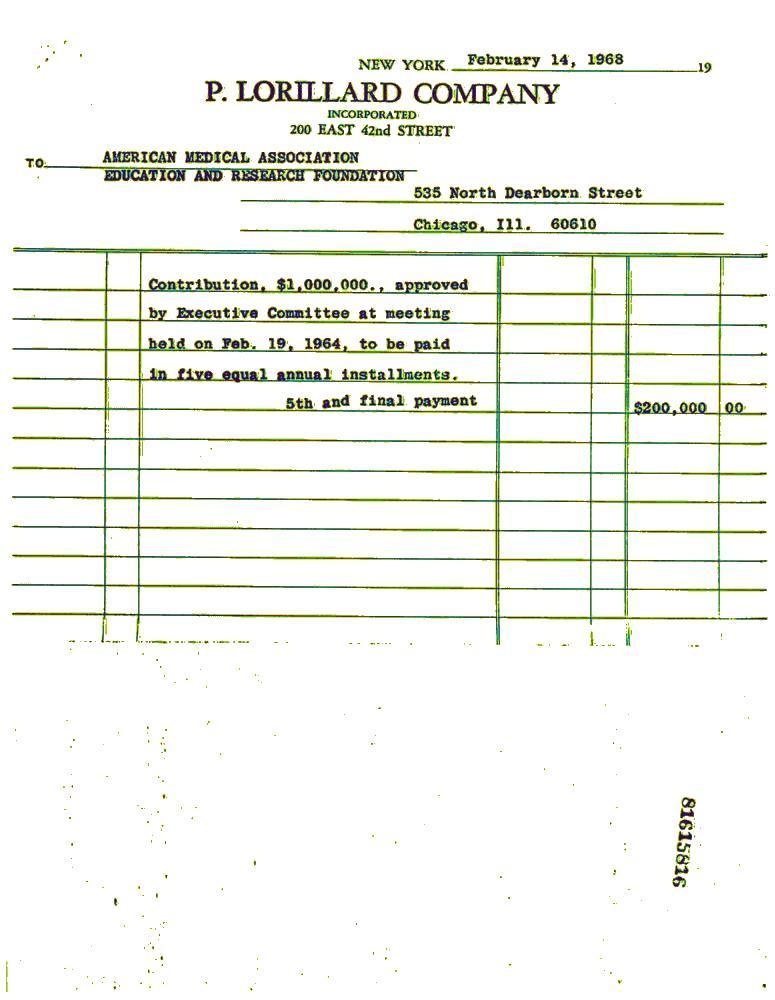 NEW YORK February 14, 1968 19
P. LORILLARD COMPANY
INCORPORATED
200 EAST 42nd STREET
TO AMERICAN MEDICAL ASSOCIATION
EDUCATION AND RESEARCH FOUNDATION
535 North Dearborn Street
Chicago, Ill. 60610
Contribution, $1,000,000., approved
by Executive Committee at meeting
held on Feb. 19, 1964, to be paid
in five equal annual installments.
5th and final payment $200,000 00
81615816